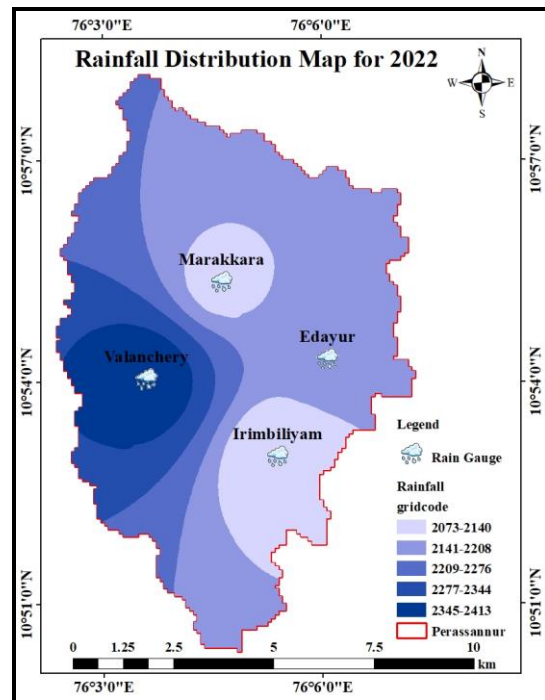 76°3'0"E 76°6'0"E
Rainfall Distribution Map for 2022
N
W E
S
10°57'0"N 10°57'0"N
Marakkara
Edayur
Valanchery
10°54'0"N 10°54'0"N
Irimbiliyam
Legend
Rain Gauge
Rainfall
gridcode
2073-2140
2141-2208
2209-2276
2277-2344
2345-2413
Perassannur
10°51'0"N 10°51'0"N
0 1.25 2.5 5 7.5 10
km
76°3'0"E 76°6'0"E